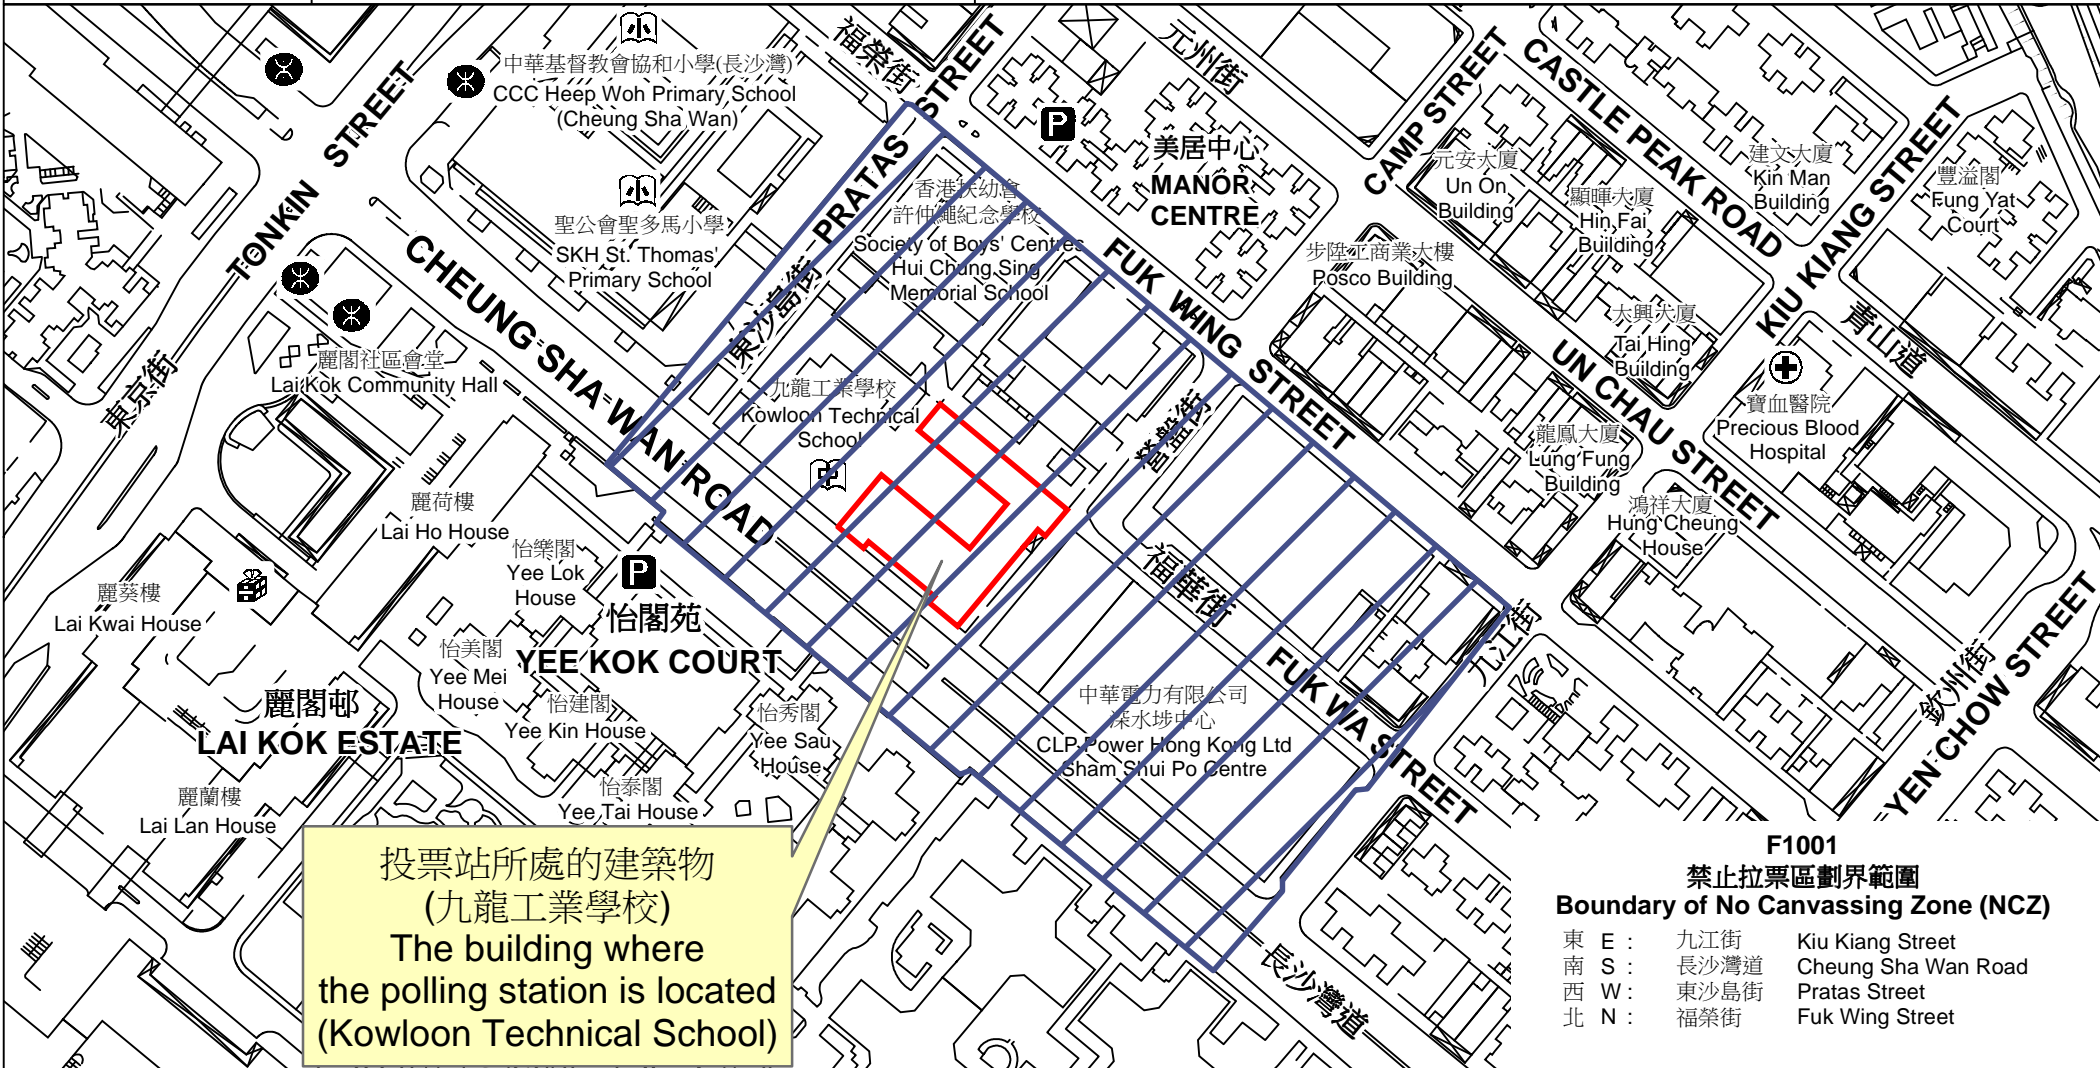 福榮街
STREET
元州街
CASTLE PEAK ROAD
中華基督教會協和小學(長沙灣)
CCC Heep Woh Primary School
(Cheung Sha Wan)
TONKIN STREET
PRATAS
美居中心
MANOR
CENTRE
CAMP STREET
元安大廈
Un On
Building
建文大廈
Kin Man
Building
顯暉大廈
Hin Fai
Building
KIU KIANG STREET
豐溢閣
Fung Yat
Court
聖公會聖多馬小學
SKH St. Thomas'
Primary School
香港扶幼會
許仲繩紀念學校
Society of Boys' Centres
Hui Chung Sing
Memorial School
步陞工商業大樓
Posco Building
CHEUNG SHA WAN ROAD
東沙島街
FUK WING STREET
大興大廈
Tai Hing
Building
青山道
麗閣社區會堂
Lai Kok Community Hall
東京街
九龍工業學校
Kowloon Technical
School
中
營盤街
UN CHAU STREET
寶血醫院
Precious Blood
Hospital
龍鳳大廈
Lung Fung
Building
鴻祥大廈
Hung Cheung
House
麗荷樓
Lai Ho House
怡樂閣
Yee Lok
House
麗葵樓
Lai Kwai House
怡閣苑
YEE KOK COURT
福華街
九江街
怡美閣
Yee Mei
House
怡建閣
Yee Kin House
怡秀閣
Yee Sau
House
麗閣邨
LAI KOK ESTATE
中華電力有限公司
深水埗中心
CLP Power Hong Kong Ltd
Sham Shui Po Centre
FUK WA STREET
欽州街
YEN CHOW STREET
怡泰閣
Yee Tai House
麗蘭樓
Lai Lan House
投票站所處的建築物
(九龍工業學校)
The building where
the polling station is located
(Kowloon Technical School)
長沙灣道
F1001
禁止拉票區劃界範圍
Boundary of No Canvassing Zone (NCZ)
東 E : 九江街 Kiu Kiang Street
南 S : 長沙灣道 Cheung Sha Wan Road
西 W : 東沙島街 Pratas Street
北 N : 福榮街 Fuk Wing Street
小
小
P
P